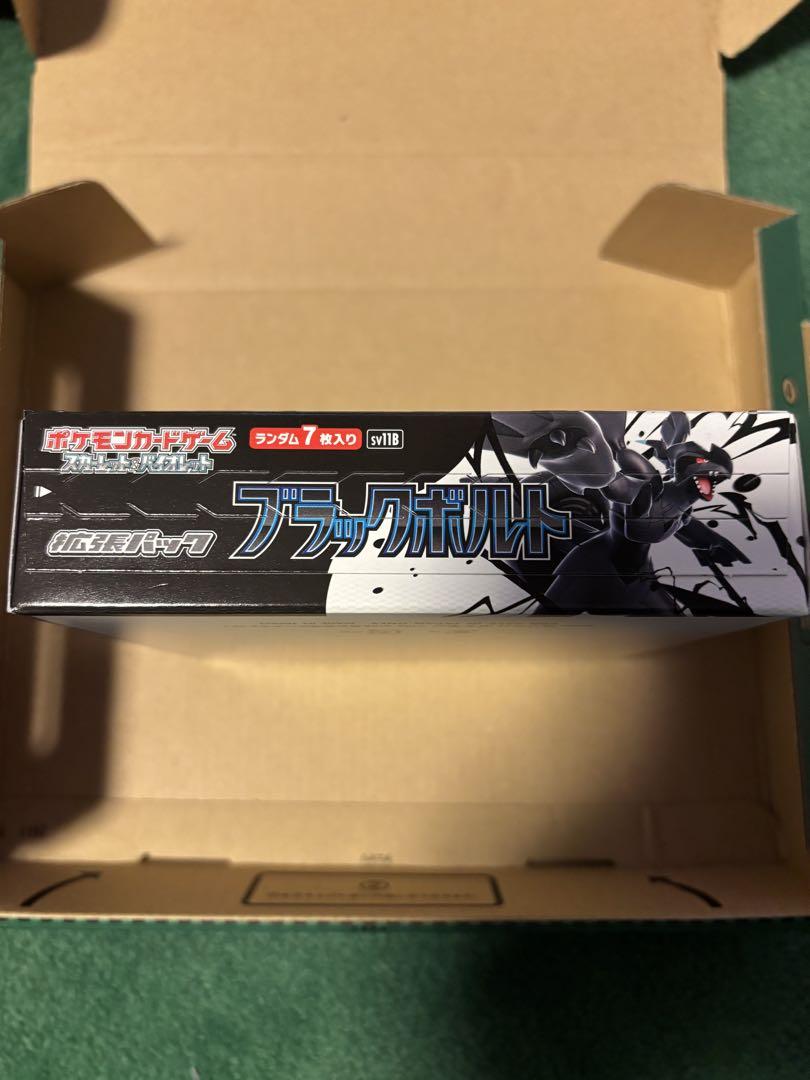 ポケモンカードゲーム
スカーレット&バイオレット
ランダム7枚入り
sv11B
拡張パック
ブラックボルト